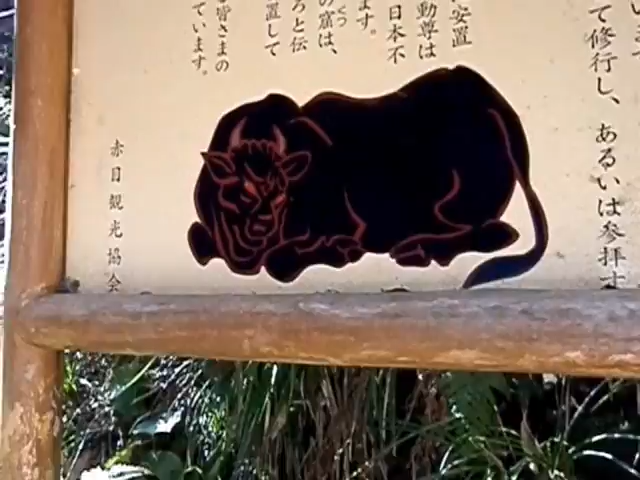 て修行し、あるいは参拝す
安置
動尊は
日本不
ます。
の窟は、
くつ
ろと伝
置して
皆さまの
ています。
赤目観光協会